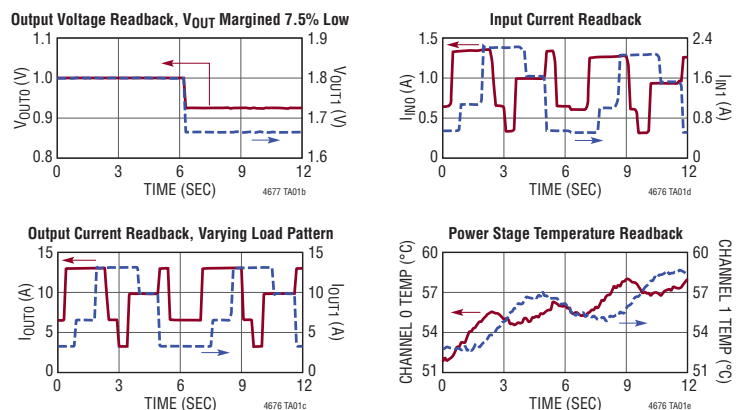 Output Voltage Readback, VOUT Margined 7.5% Low
1.1
1.0
0.9
0.8
VOUT0 (V)
1.9
1.8
1.7
1.6
VOUT1 (V)
0
3
6
9
12
TIME (SEC)
4677 TA01b
Input Current Readback
1.5
1.0
0.5
0
IIN0 (A)
2.4
1.6
0.8
0
IIN1 (A)
0
3
6
9
12
TIME (SEC)
4676 TA01d
Output Current Readback, Varying Load Pattern
15
10
5
0
IOUT0 (A)
15
10
5
0
IOUT1 (A)
0
3
6
9
12
TIME (SEC)
4676 TA01c
Power Stage Temperature Readback
60
57
54
51
CHANNEL 0 TEMP (°C)
60
57
55
51
CHANNEL 1 TEMP (°C)
0
3
6
9
12
TIME (SEC)
4676 TA01e